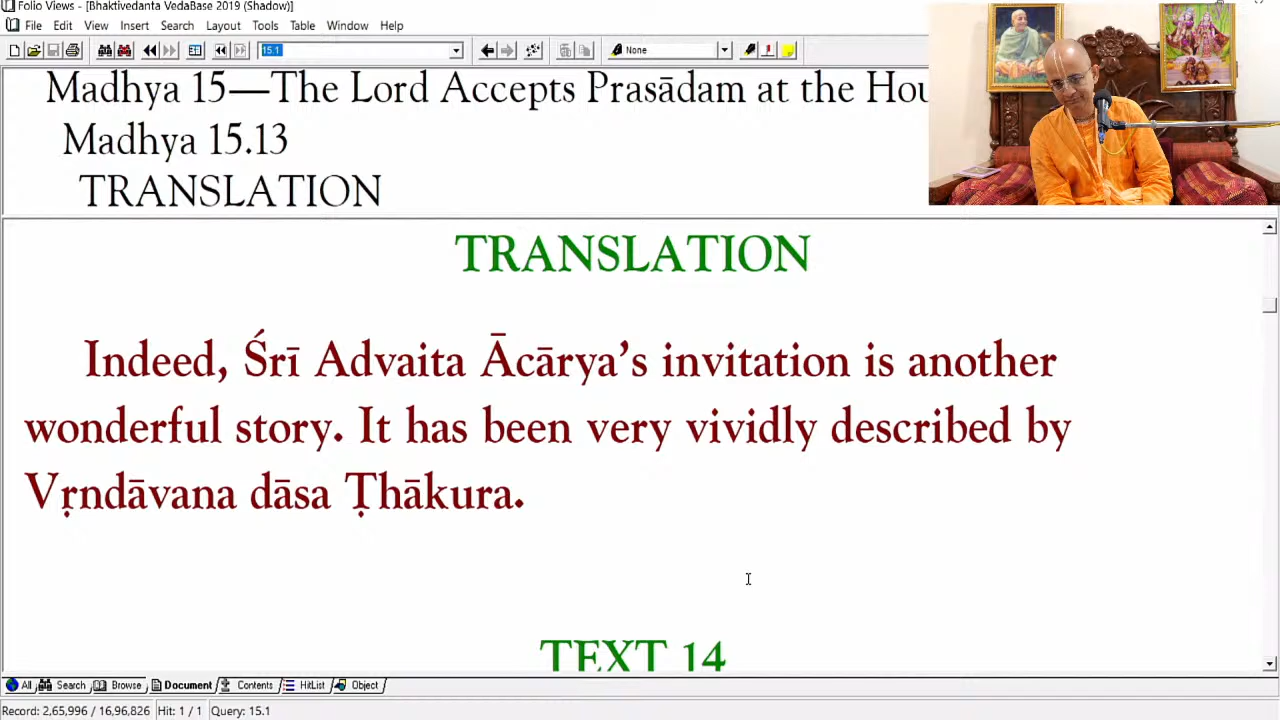 Folio Views - [Bhaktivedanta VedaBase 2019 (Shadow)]
File Edit View Insert Search Layout Tools Table Window Help
15.1 None
Madhya 15—The Lord Accepts Prasādam at the Hou
Madhya 15.13
TRANSLATION
TRANSLATION
Indeed, Śrī Advaita Ācārya’s invitation is another
wonderful story. It has been very vividly described by
Vṛndāvana dāsa Ṭhākura.
TEXT 14
All Search Browse Document Contents HitList Object
Record: 2,65,996 / 16,96,826 Hit: 1 / 1 Query: 15.1